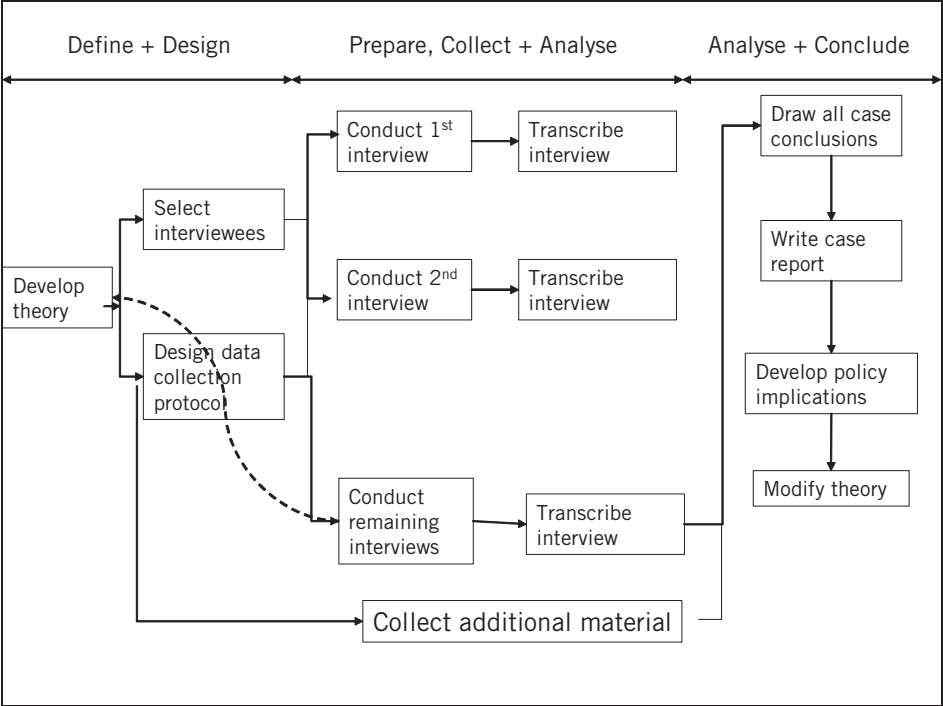 Define + Design
Prepare, Collect + Analyse
Analyse + Conclude
Develop
theory
Select
interviewees
Design data
collection
protocol
Conduct 1st
interview
Transcribe
interview
Conduct 2nd
interview
Transcribe
interview
Conduct
remaining
interviews
Transcribe
interview
Collect additional material
Draw all case
conclusions
Write case
report
Develop policy
implications
Modify theory